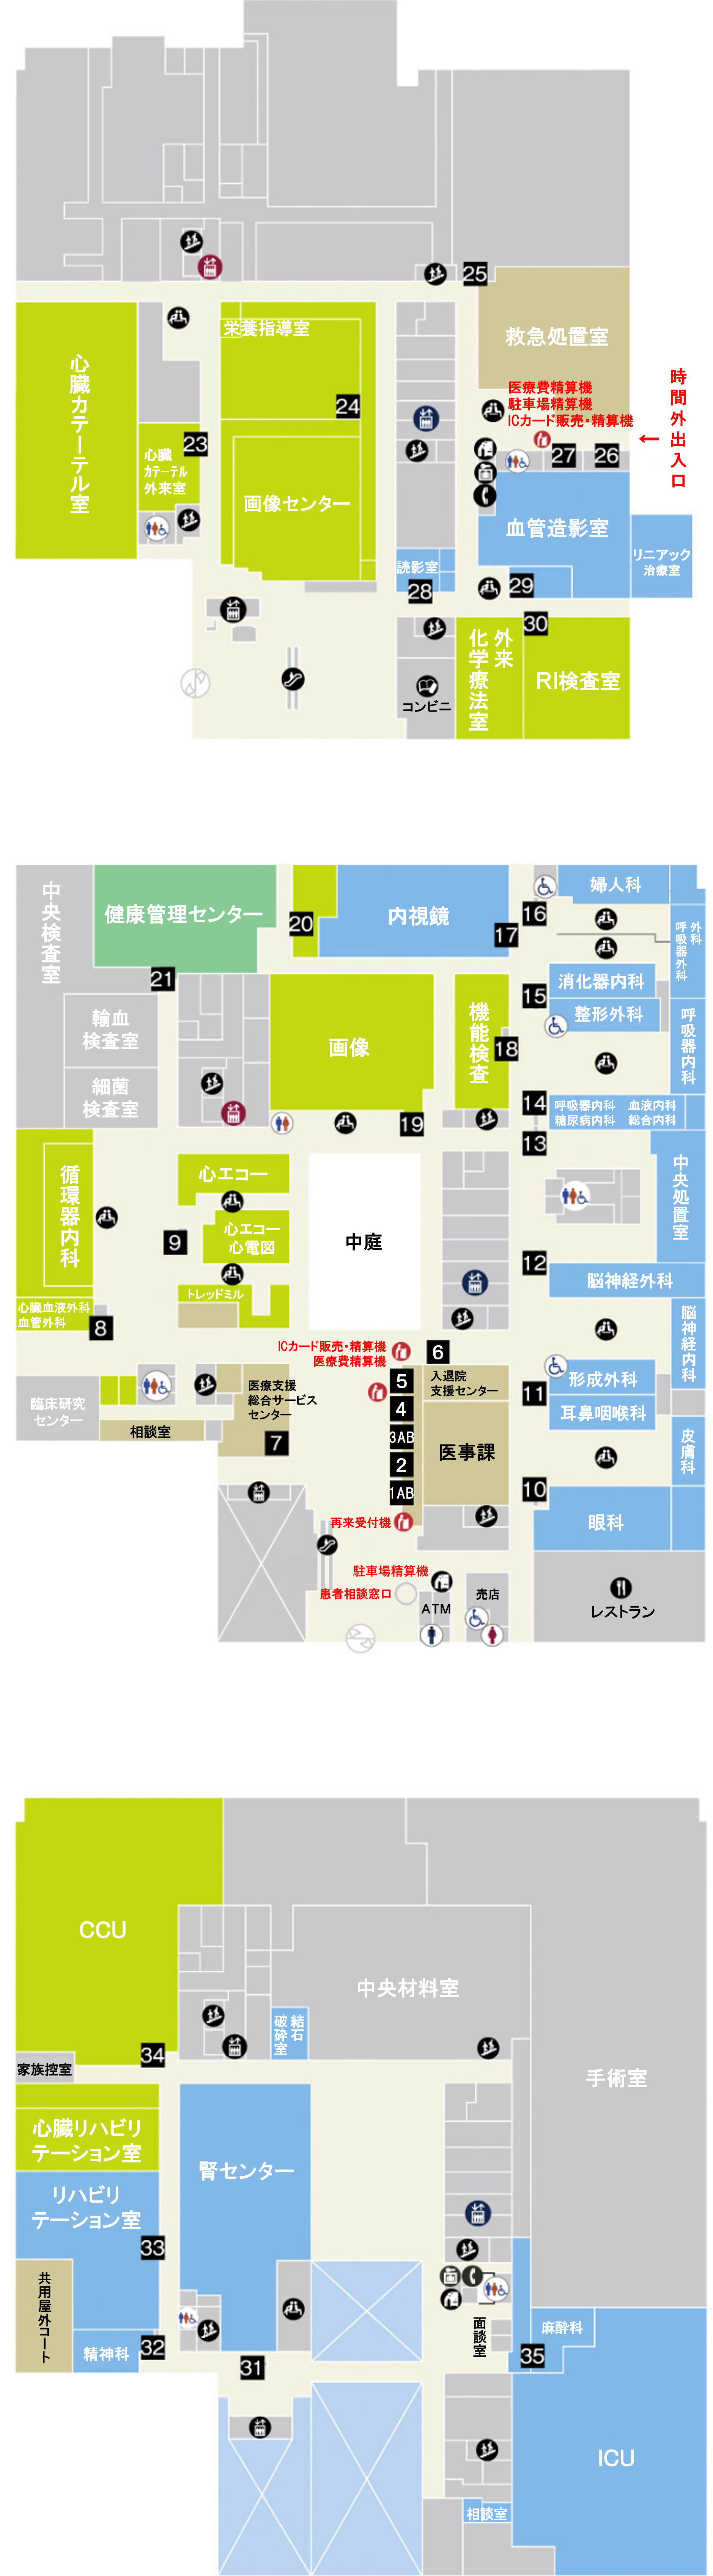 25
栄養指導室
救急処置室
心臓カテーテル室
24
医療費精算機
駐車場精算機
ICカード販売・精算機
時間外出入口
←
23
心臓
カテーテル
外来室
27
26
画像センター
血管造影室
リニアック
治療室
読影室
28
29
30
外来
化学療法室
RI検査室
コンビニ
中央検査室
健康管理センター
20
内視鏡
婦人科
16
17
外科
呼吸器外科
21
消化器内科
15
整形外科
輸血
検査室
画像
機能検査
18
呼吸器内科
細菌
検査室
14
呼吸器内科 血液内科
糖尿病内科 総合内科
19
13
循環器内科
心エコー
中央処置室
9
心エコー
心電図
中庭
12
脳神経外科
トレッドミル
心臓血液外科
血管外科
8
脳神経内科
ICカード販売・精算機
医療費精算機
6
5
入退院
支援センター
形成外科
11
臨床研究
センター
医療支援
総合サービス
センター
4
耳鼻咽喉科
相談室
7
3AB
医事課
皮膚科
2
1AB
10
再来受付機
眼科
駐車場精算機
患者相談窓口
ATM
売店
レストラン
CCU
中央材料室
結石
破砕室
34
家族控室
手術室
心臓リハビリ
テーション室
腎センター
リハビリ
テーション室
33
共用屋外コート
面談室
麻酔科
32
精神科
31
35
ICU
相談室